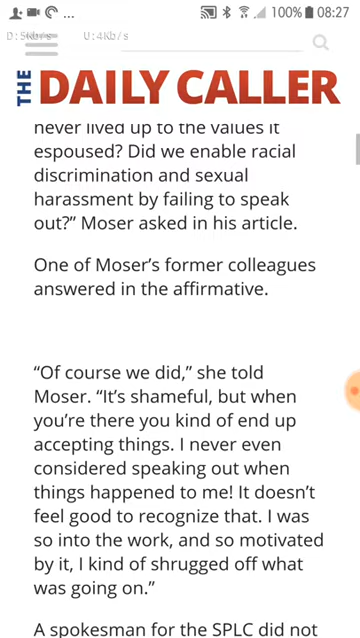 ... 100% 08:27
D:5Kb/s U:4Kb/s
THE DAILY CALLER
never lived up to the values it
espoused? Did we enable racial
discrimination and sexual
harassment by failing to speak
out?” Moser asked in his article.
One of Moser’s former colleagues
answered in the affirmative.
“Of course we did,” she told
Moser. “It’s shameful, but when
you’re there you kind of end up
accepting things. I never even
considered speaking out when
things happened to me! It doesn’t
feel good to recognize that. I was
so into the work, and so motivated
by it, I kind of shrugged off what
was going on.”
A spokesman for the SPLC did not